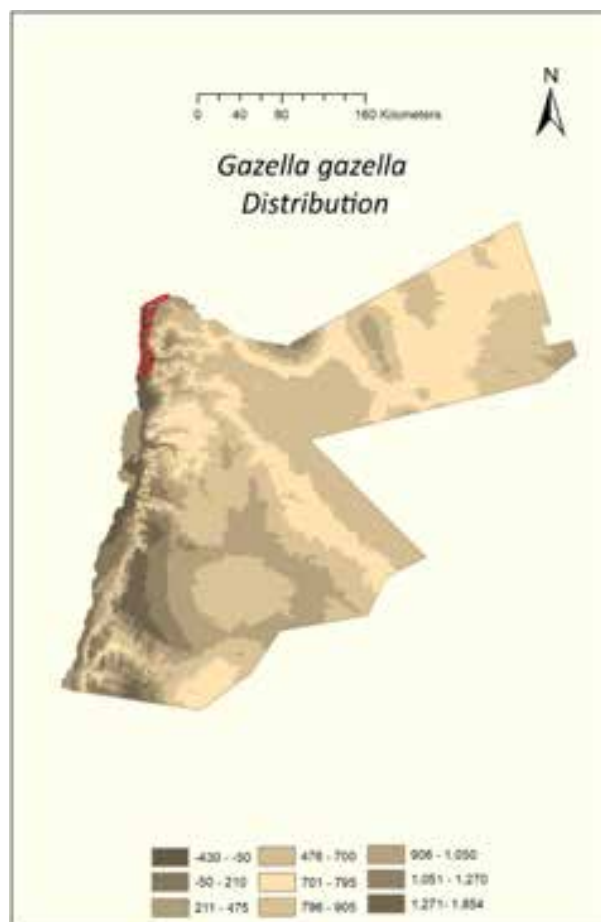 N
0 40 80 160 Kilometers
Gazella gazella
Distribution
-430 - -50 476 - 700 906 - 1,050
-50 - 210 701 - 795 1,051 - 1,270
211 - 475 796 - 905 1,271 - 1,854